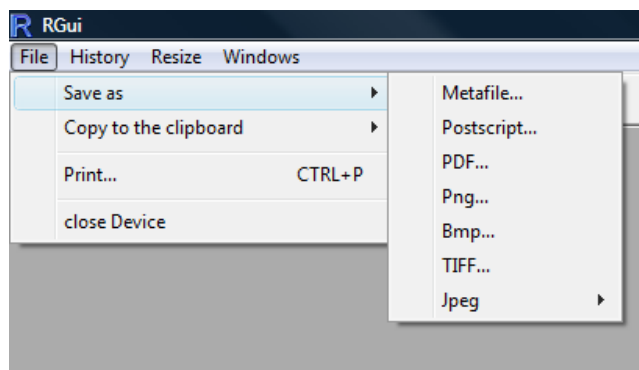 R RGui
File History Resize Windows
Save as
Copy to the clipboard
Print... CTRL+P
close Device
Metafile...
Postscript...
PDF...
Png...
Bmp...
TIFF...
Jpeg